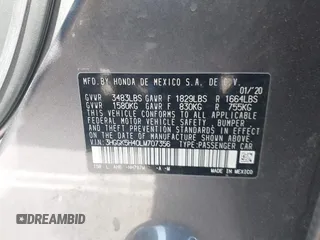 MFD. BY HONDA DE MEXICO S.A. DE C.V.
01/'20
GVWR 3483LBS GAWR F 1829LBS R 1664LBS
GVWR 1580KG GAWR F 830KG R 755KG
THIS VEHICLE CONFORMS TO ALL APPLICABLE
FEDERAL MOTOR VEHICLE SAFETY, BUMPER
AND THEFT PREVENTION STANDARDS IN EFFECT
ON THE DATE OF MANUFACTURE SHOWN ABOVE.
VIN: TYPE:PASSENGER CAR
MADE IN MEXICO